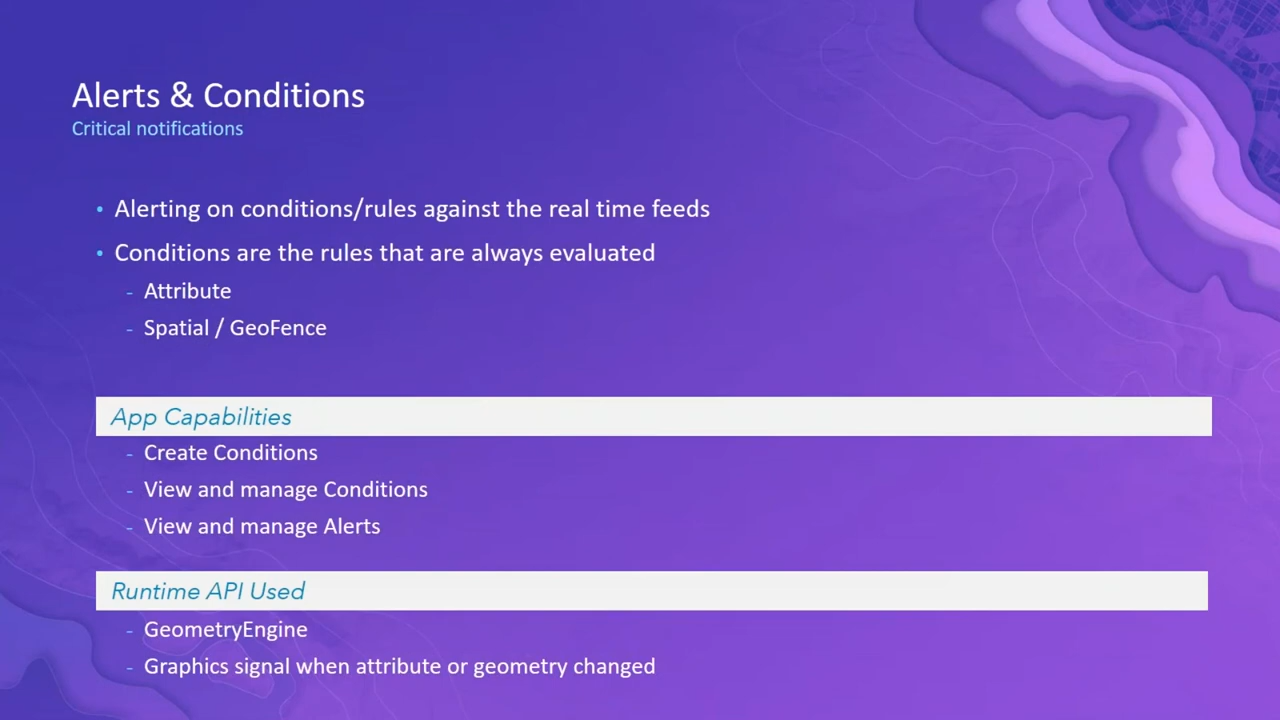 Alerts & Conditions
Critical notifications
• Alerting on conditions/rules against the real time feeds
• Conditions are the rules that are always evaluated
- Attribute
- Spatial / GeoFence
App Capabilities
- Create Conditions
- View and manage Conditions
- View and manage Alerts
Runtime API Used
- GeometryEngine
- Graphics signal when attribute or geometry changed